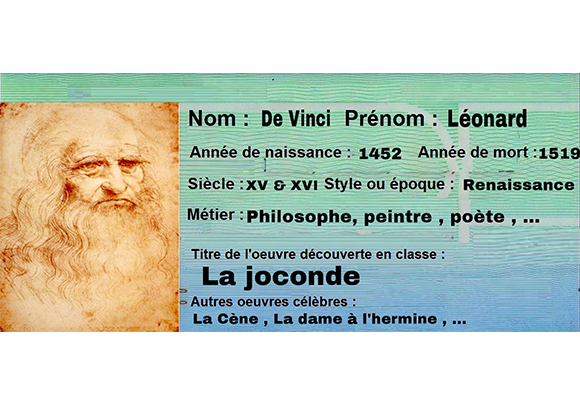 Nom : De Vinci Prénom : Léonard
Année de naissance : 1452 Année de mort :1519
Siècle :XV & XVI Style ou époque : Renaissance
Métier :Philosophe, peintre , poète , ...
Titre de l'oeuvre découverte en classe :
La joconde
Autres oeuvres célèbres :
La Cène , La dame à l'hermine , ...